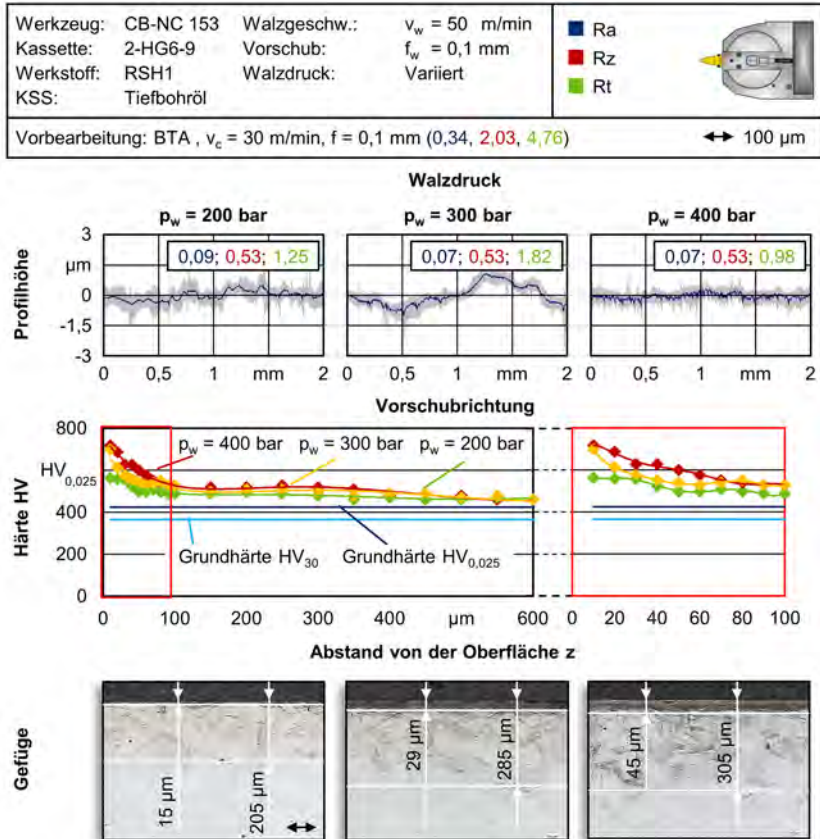 Werkzeug: CB-NC 153 Walzgeschw.: v_w = 50 m/min
Kassette: 2-HG6-9 Vorschub: f_w = 0,1 mm
Werkstoff: RSH1 Walzdruck: Variiert
KSS: Tiefbohröl
Ra
Rz
Rt
Vorbearbeitung: BTA , v_c = 30 m/min, f = 0,1 mm (0,34, 2,03, 4,76)
100 µm
Walzdruck
p_w = 200 bar p_w = 300 bar p_w = 400 bar
Profilhöhe
3
µm
0
-1,5
-3
0,09; 0,53; 1,25
0,07; 0,53; 1,82
0,07; 0,53; 0,98
0 0,5 1 mm 2 0 0,5 1 mm 2 0 0,5 1 mm 2
Vorschubrichtung
Härte HV
800
HV_0,025
400
200
0
p_w = 400 bar
p_w = 300 bar
p_w = 200 bar
Grundhärte HV_30
Grundhärte HV_0,025
0 100 200 300 400 µm 600 0 20 40 60 80 100
Abstand von der Oberfläche z
Gefüge
15 µm
205 µm
29 µm
285 µm
45 µm
305 µm